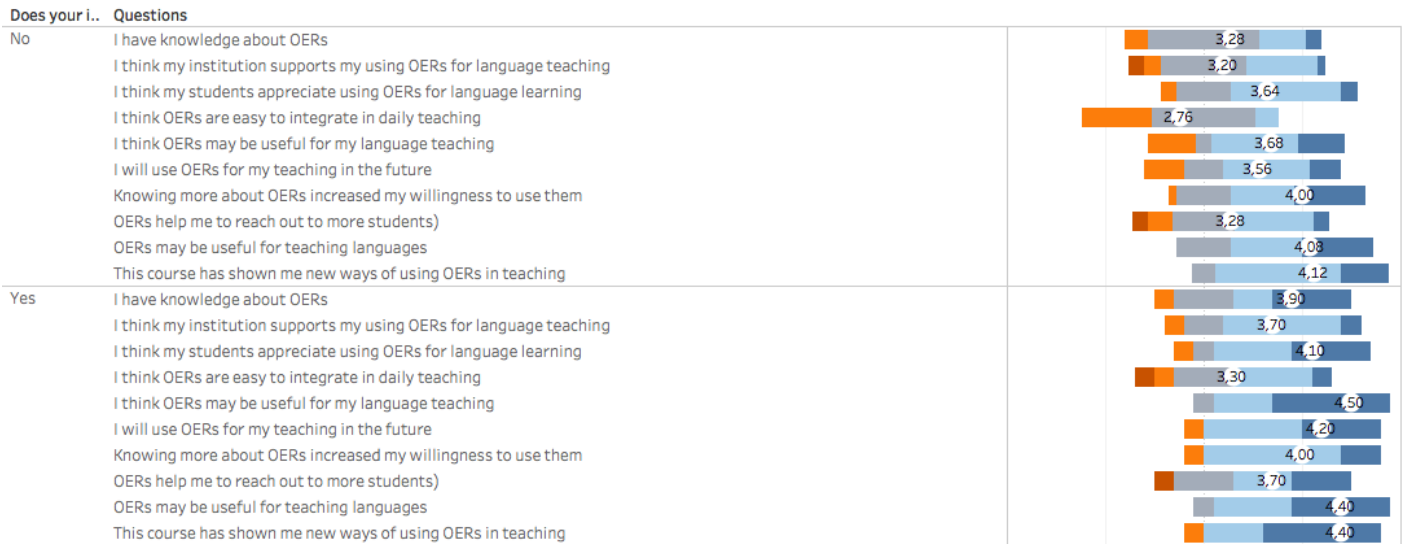 Does your i.. Questions
No I have knowledge about OERs 3,28
I think my institution supports my using OERs for language teaching 3,20
I think my students appreciate using OERs for language learning 3,64
I think OERs are easy to integrate in daily teaching 2,76
I think OERs may be useful for my language teaching 3,68
I will use OERs for my teaching in the future 3,56
Knowing more about OERs increased my willingness to use them 4,00
OERs help me to reach out to more students) 3,28
OERs may be useful for teaching languages 4,08
This course has shown me new ways of using OERs in teaching 4,12
Yes I have knowledge about OERs 3,90
I think my institution supports my using OERs for language teaching 3,70
I think my students appreciate using OERs for language learning 4,10
I think OERs are easy to integrate in daily teaching 3,30
I think OERs may be useful for my language teaching 4,50
I will use OERs for my teaching in the future 4,20
Knowing more about OERs increased my willingness to use them 4,00
OERs help me to reach out to more students) 3,70
OERs may be useful for teaching languages 4,40
This course has shown me new ways of using OERs in teaching 4,40